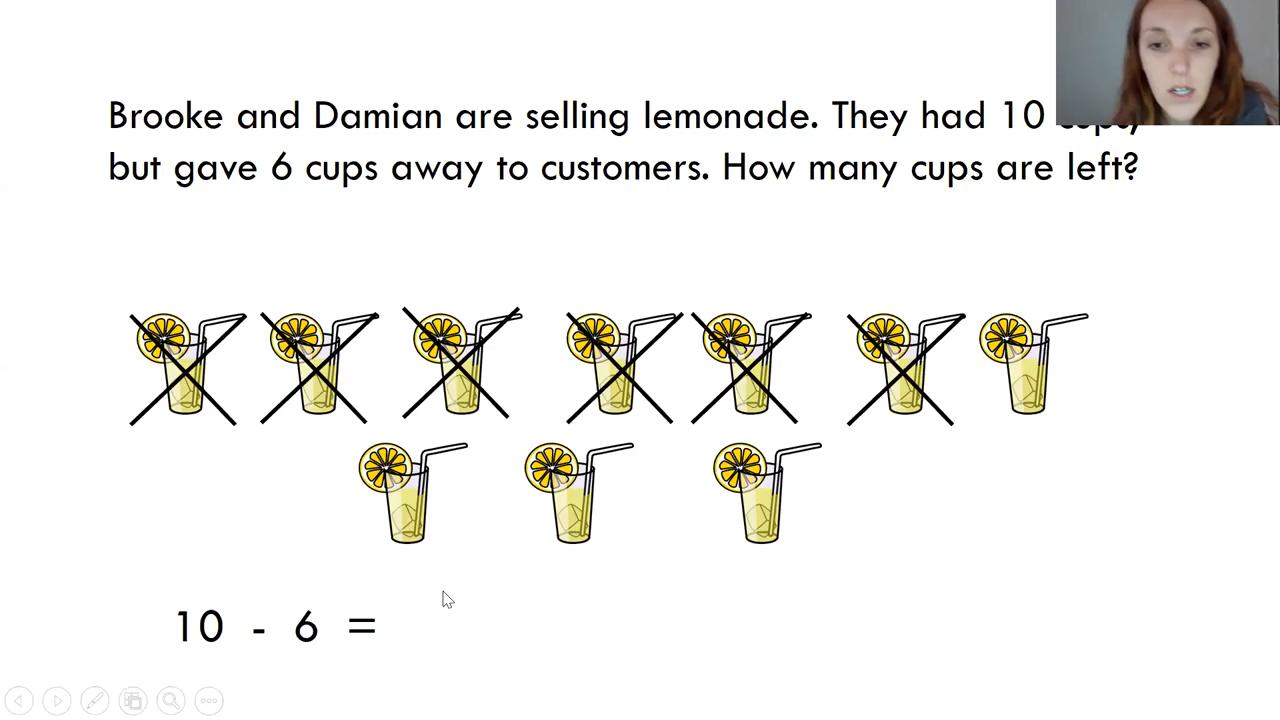 Brooke and Damian are selling lemonade. They had 10
but gave 6 cups away to customers. How many cups are left?
10 - 6 =